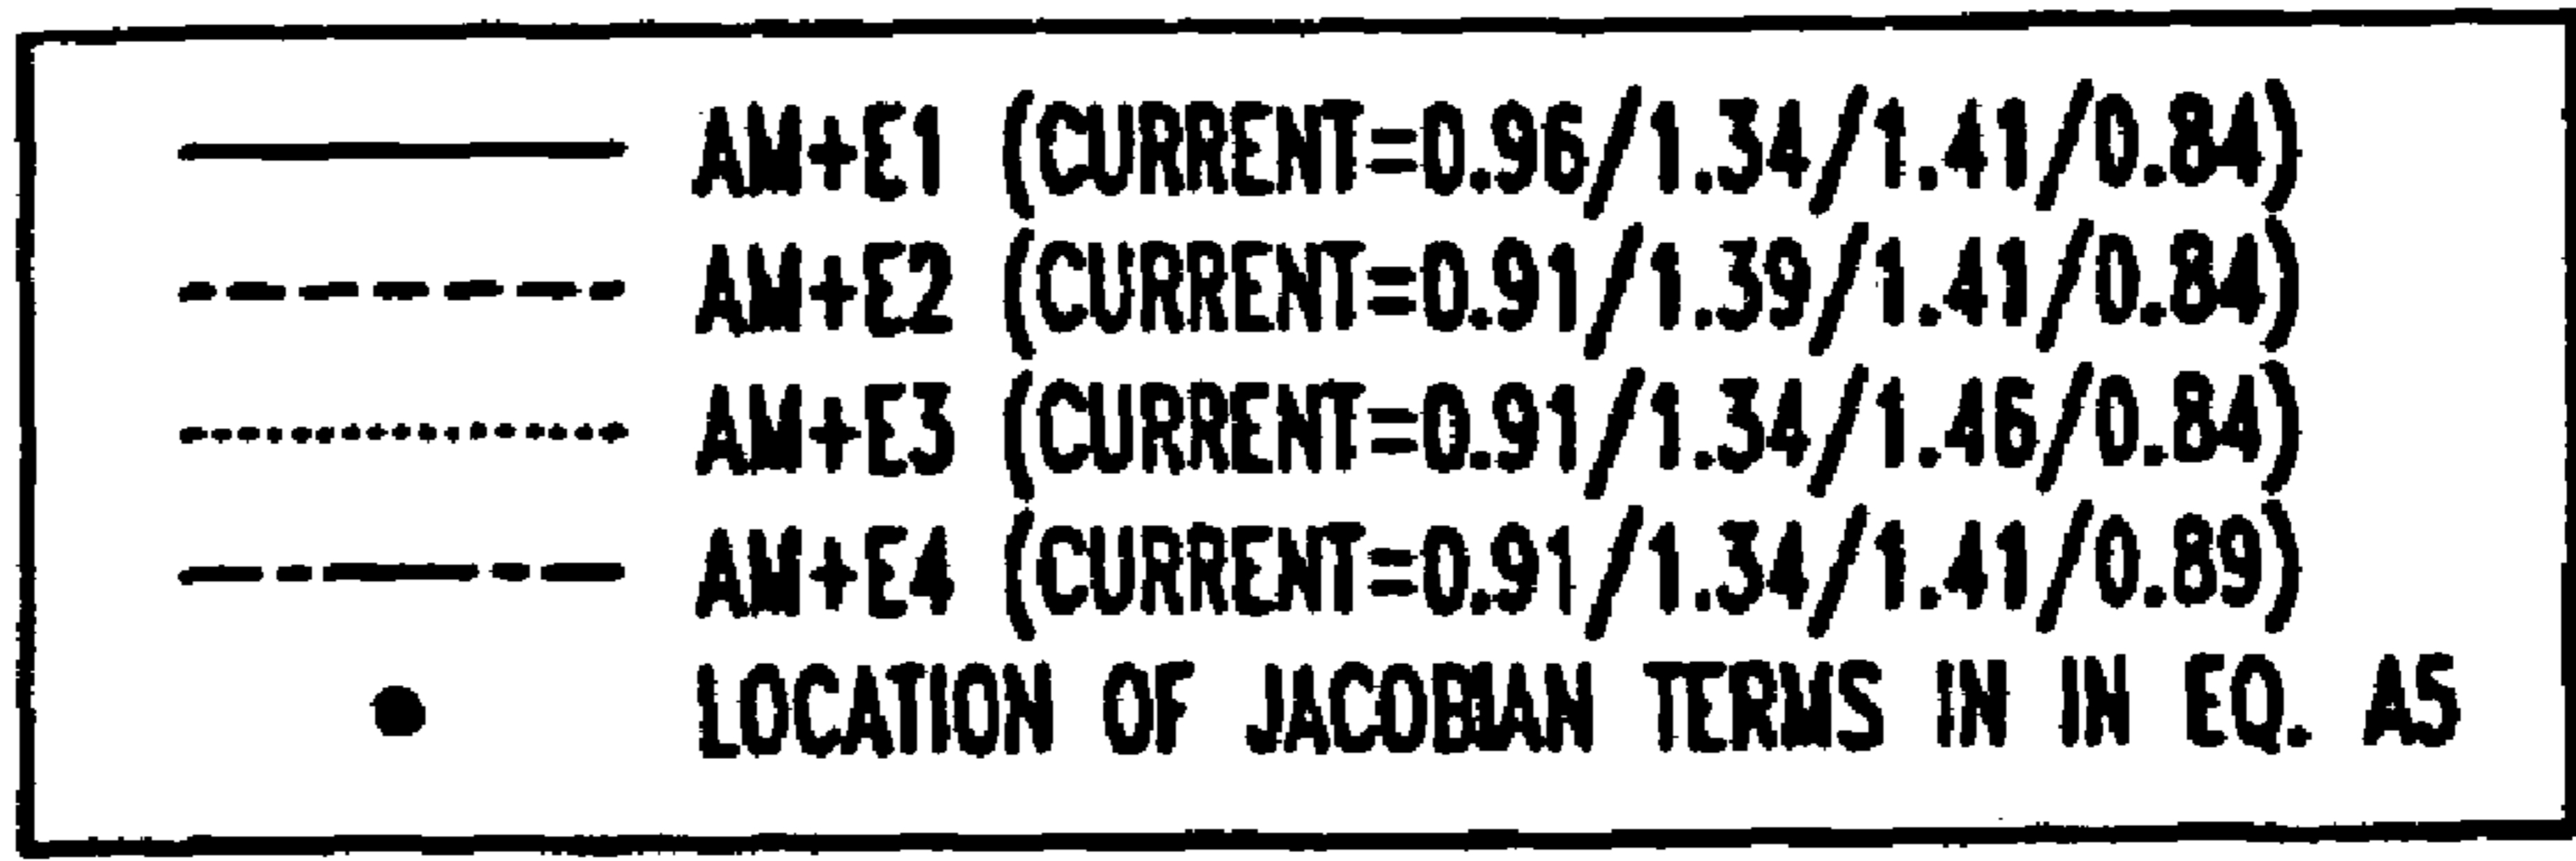 AM+E1 (CURRENT=0.96/1.34/1.41/0.84)
AM+E2 (CURRENT=0.91/1.39/1.41/0.84)
AM+E3 (CURRENT=0.91/1.34/1.46/0.84)
AM+E4 (CURRENT=0.91/1.34/1.41/0.89)
LOCATION OF JACOBIAN TERMS IN IN EQ. A5